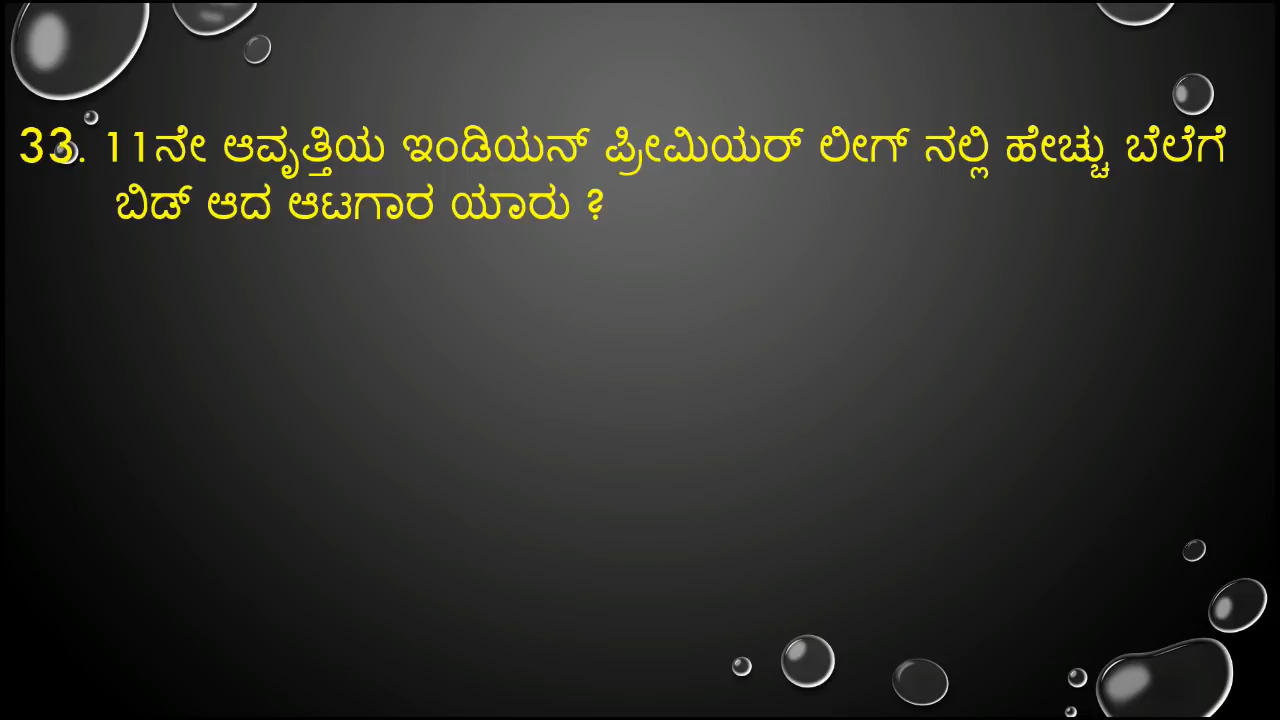 33. 11ನೇ ಆವೃತ್ತಿಯ ಇಂಡಿಯನ್ ಪ್ರೀಮಿಯರ್ ಲೀಗ್ ನಲ್ಲಿ ಹೇಚ್ಚು ಬೆಲೆಗೆ
ಬಿಡ್ ಆದ ಆಟಗಾರ ಯಾರು ?